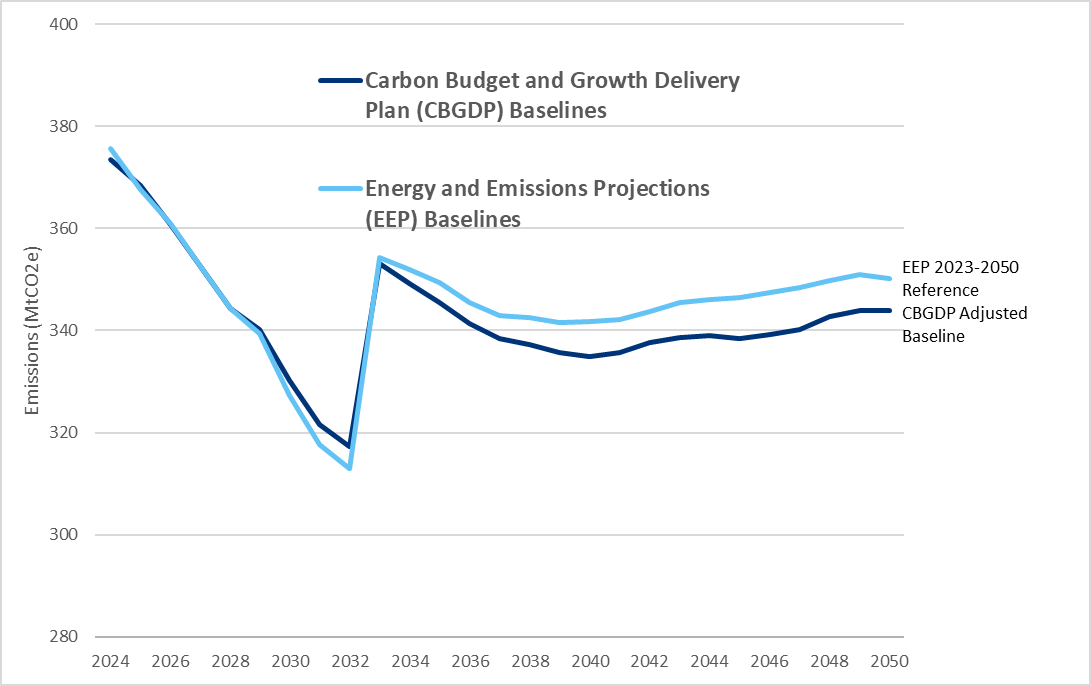 400
380
360
340
320
300
280
Emissions (MtCO2e)
Carbon Budget and Growth Delivery
Plan (CBGDP) Baselines
Energy and Emissions Projections
(EEP) Baselines
EEP 2023-2050
Reference
CBGDP Adjusted
Baseline
2024 2026 2028 2030 2032 2034 2036 2038 2040 2042 2044 2046 2048 2050